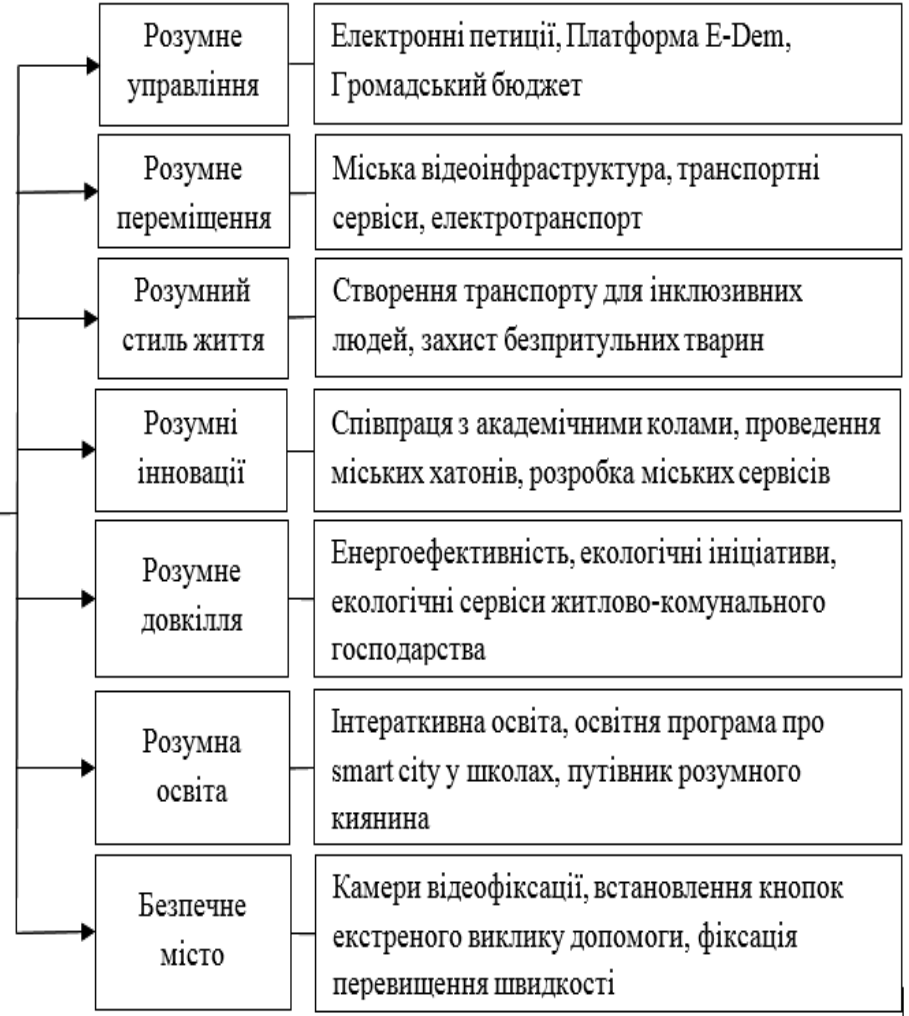 Розумне
управління
Електронні петиції, Платформа E-Dem,
Громадський бюджет
Розумне
переміщення
Міська відеоінфраструктура, транспортні
сервіси, електротранспорт
Розумний
стиль життя
Створення транспорту для інклюзивних
людей, захист безпритульних тварин
Розумні
інновації
Співпраця з академічними колами, проведення
міських хатонів, розробка міських сервісів
Розумне
довкілля
Енергоефективність, екологічні ініціативи,
екологічні сервіси житлово-комунального
господарства
Розумна
освіта
Інтераткивна освіта, освітня програма про
smart city у школах, путівник розумного
киянина
Безпечне
місто
Камери відеофіксації, встановлення кнопок
екстреного виклику допомоги, фіксація
перевищення швидкості